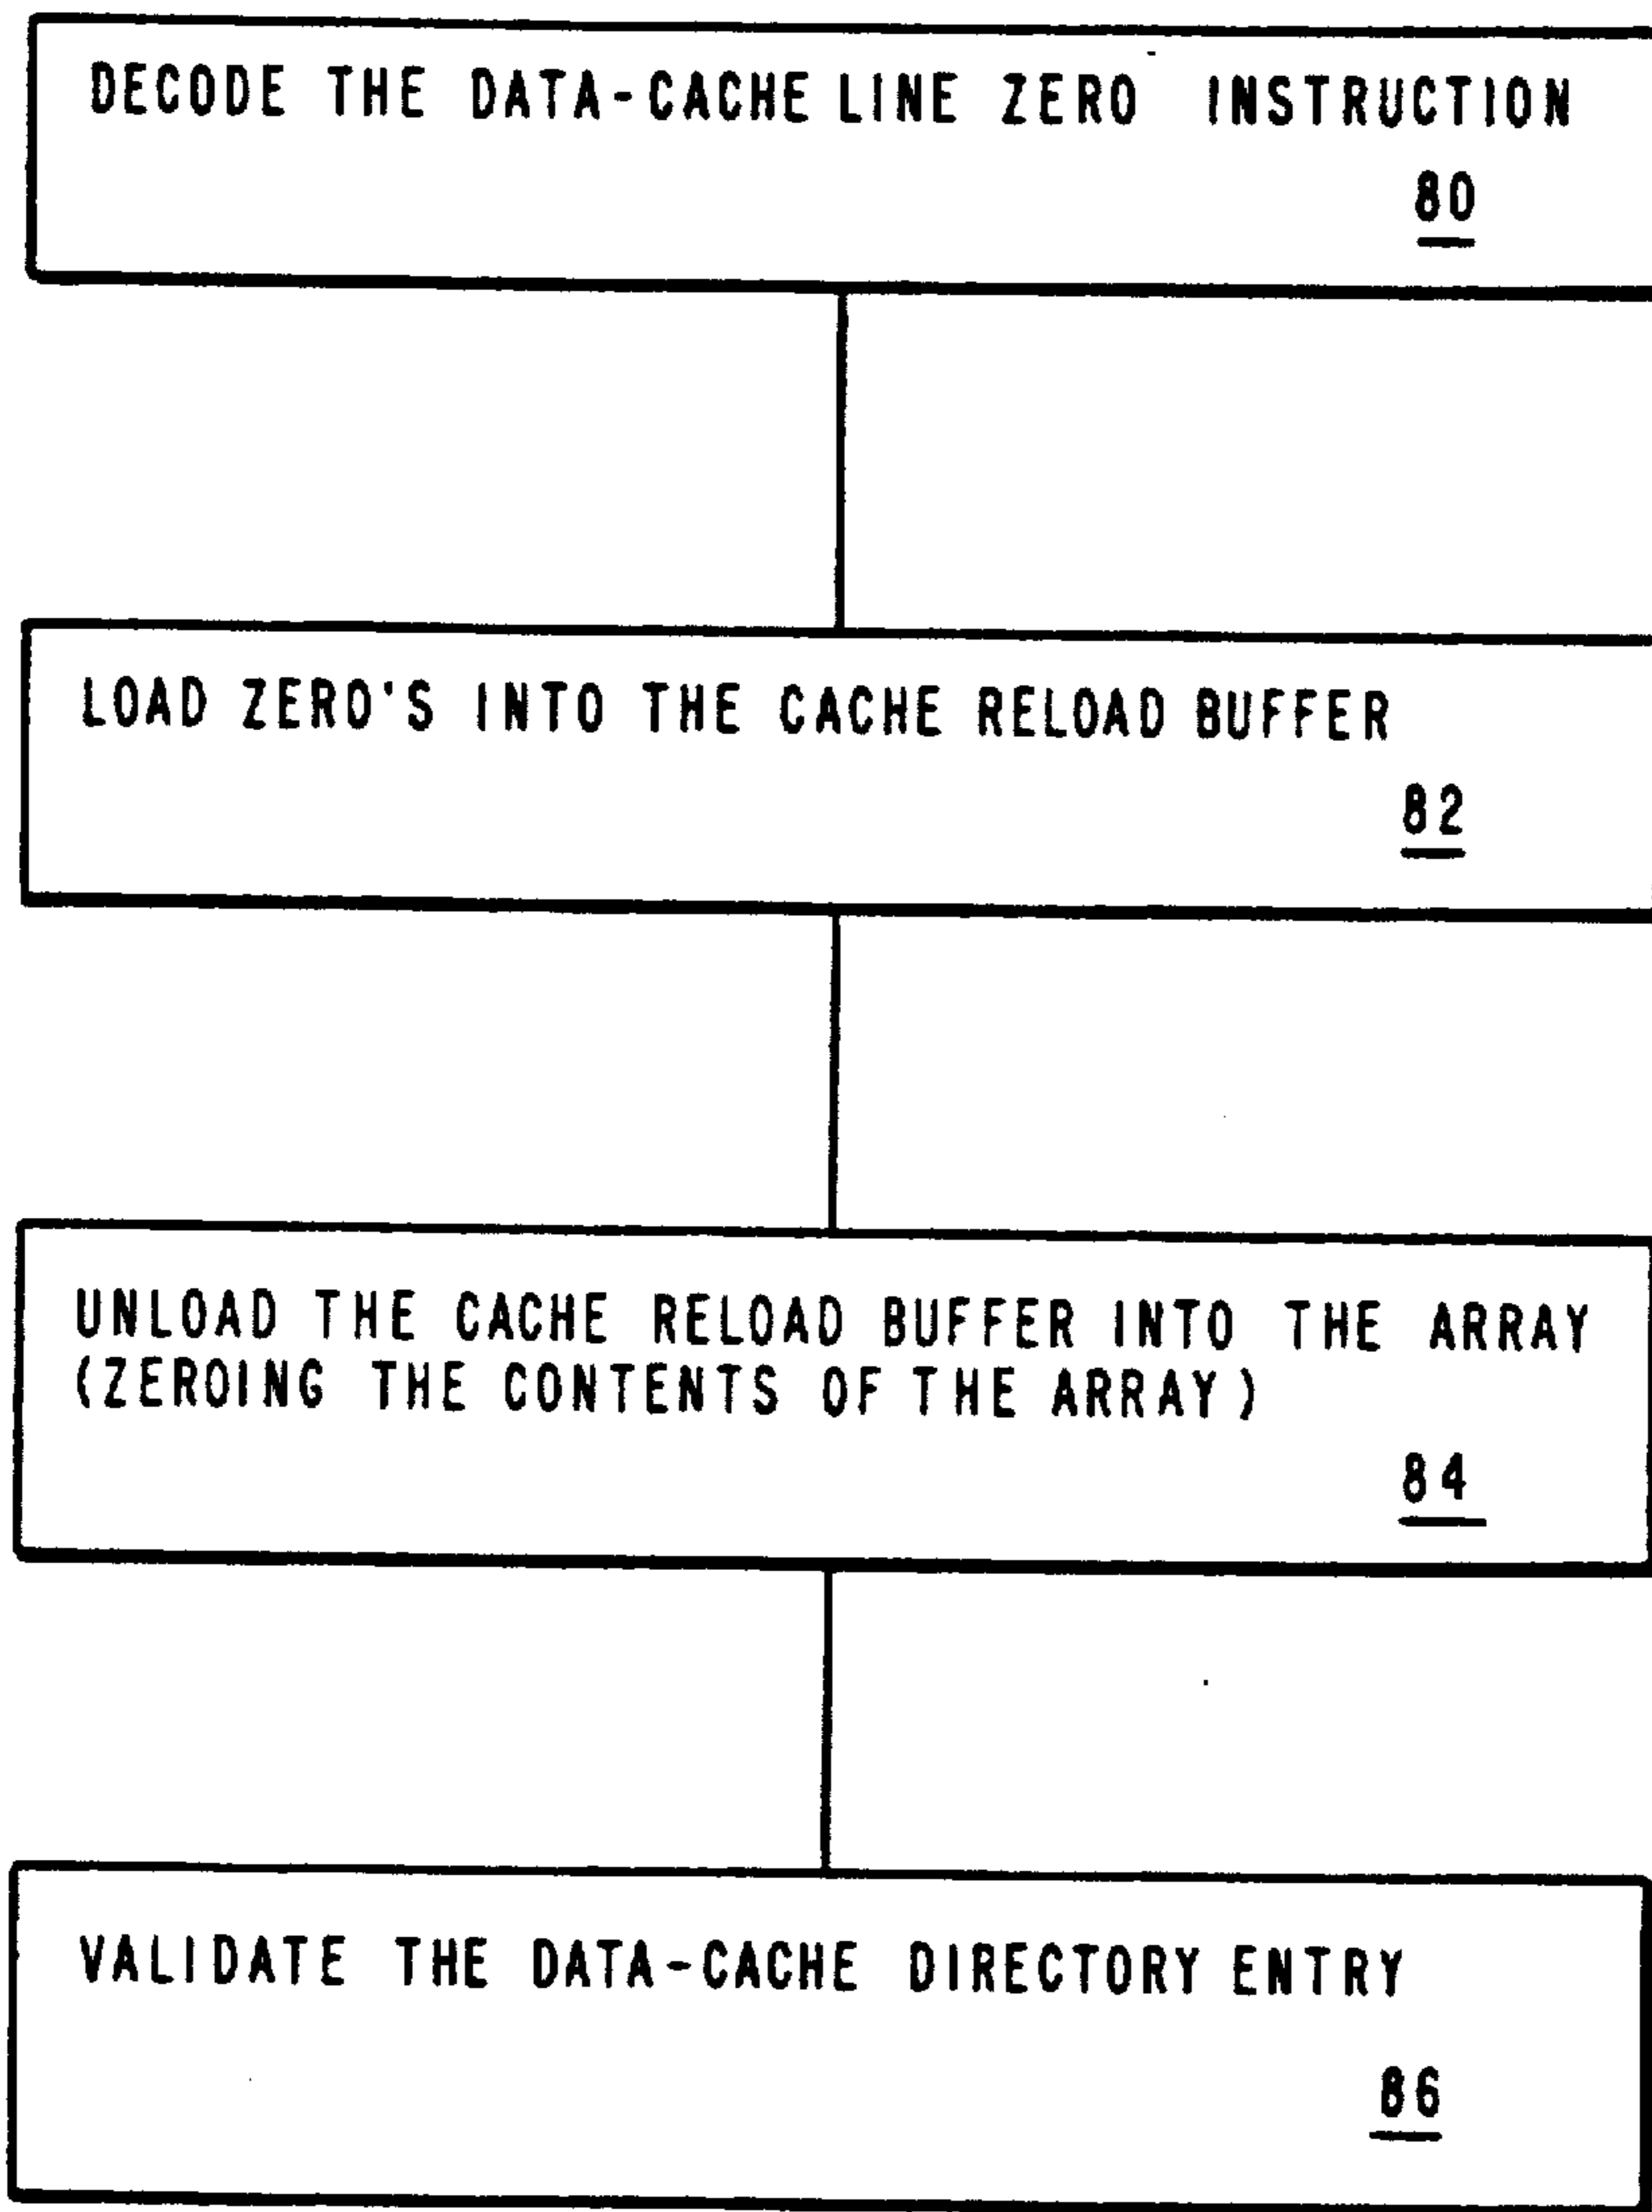 DECODE THE DATA-CACHE LINE ZERO INSTRUCTION
80
LOAD ZERO'S INTO THE CACHE RELOAD BUFFER
82
UNLOAD THE CACHE RELOAD BUFFER INTO THE ARRAY
(ZEROING THE CONTENTS OF THE ARRAY)
84
VALIDATE THE DATA-CACHE DIRECTORY ENTRY
86